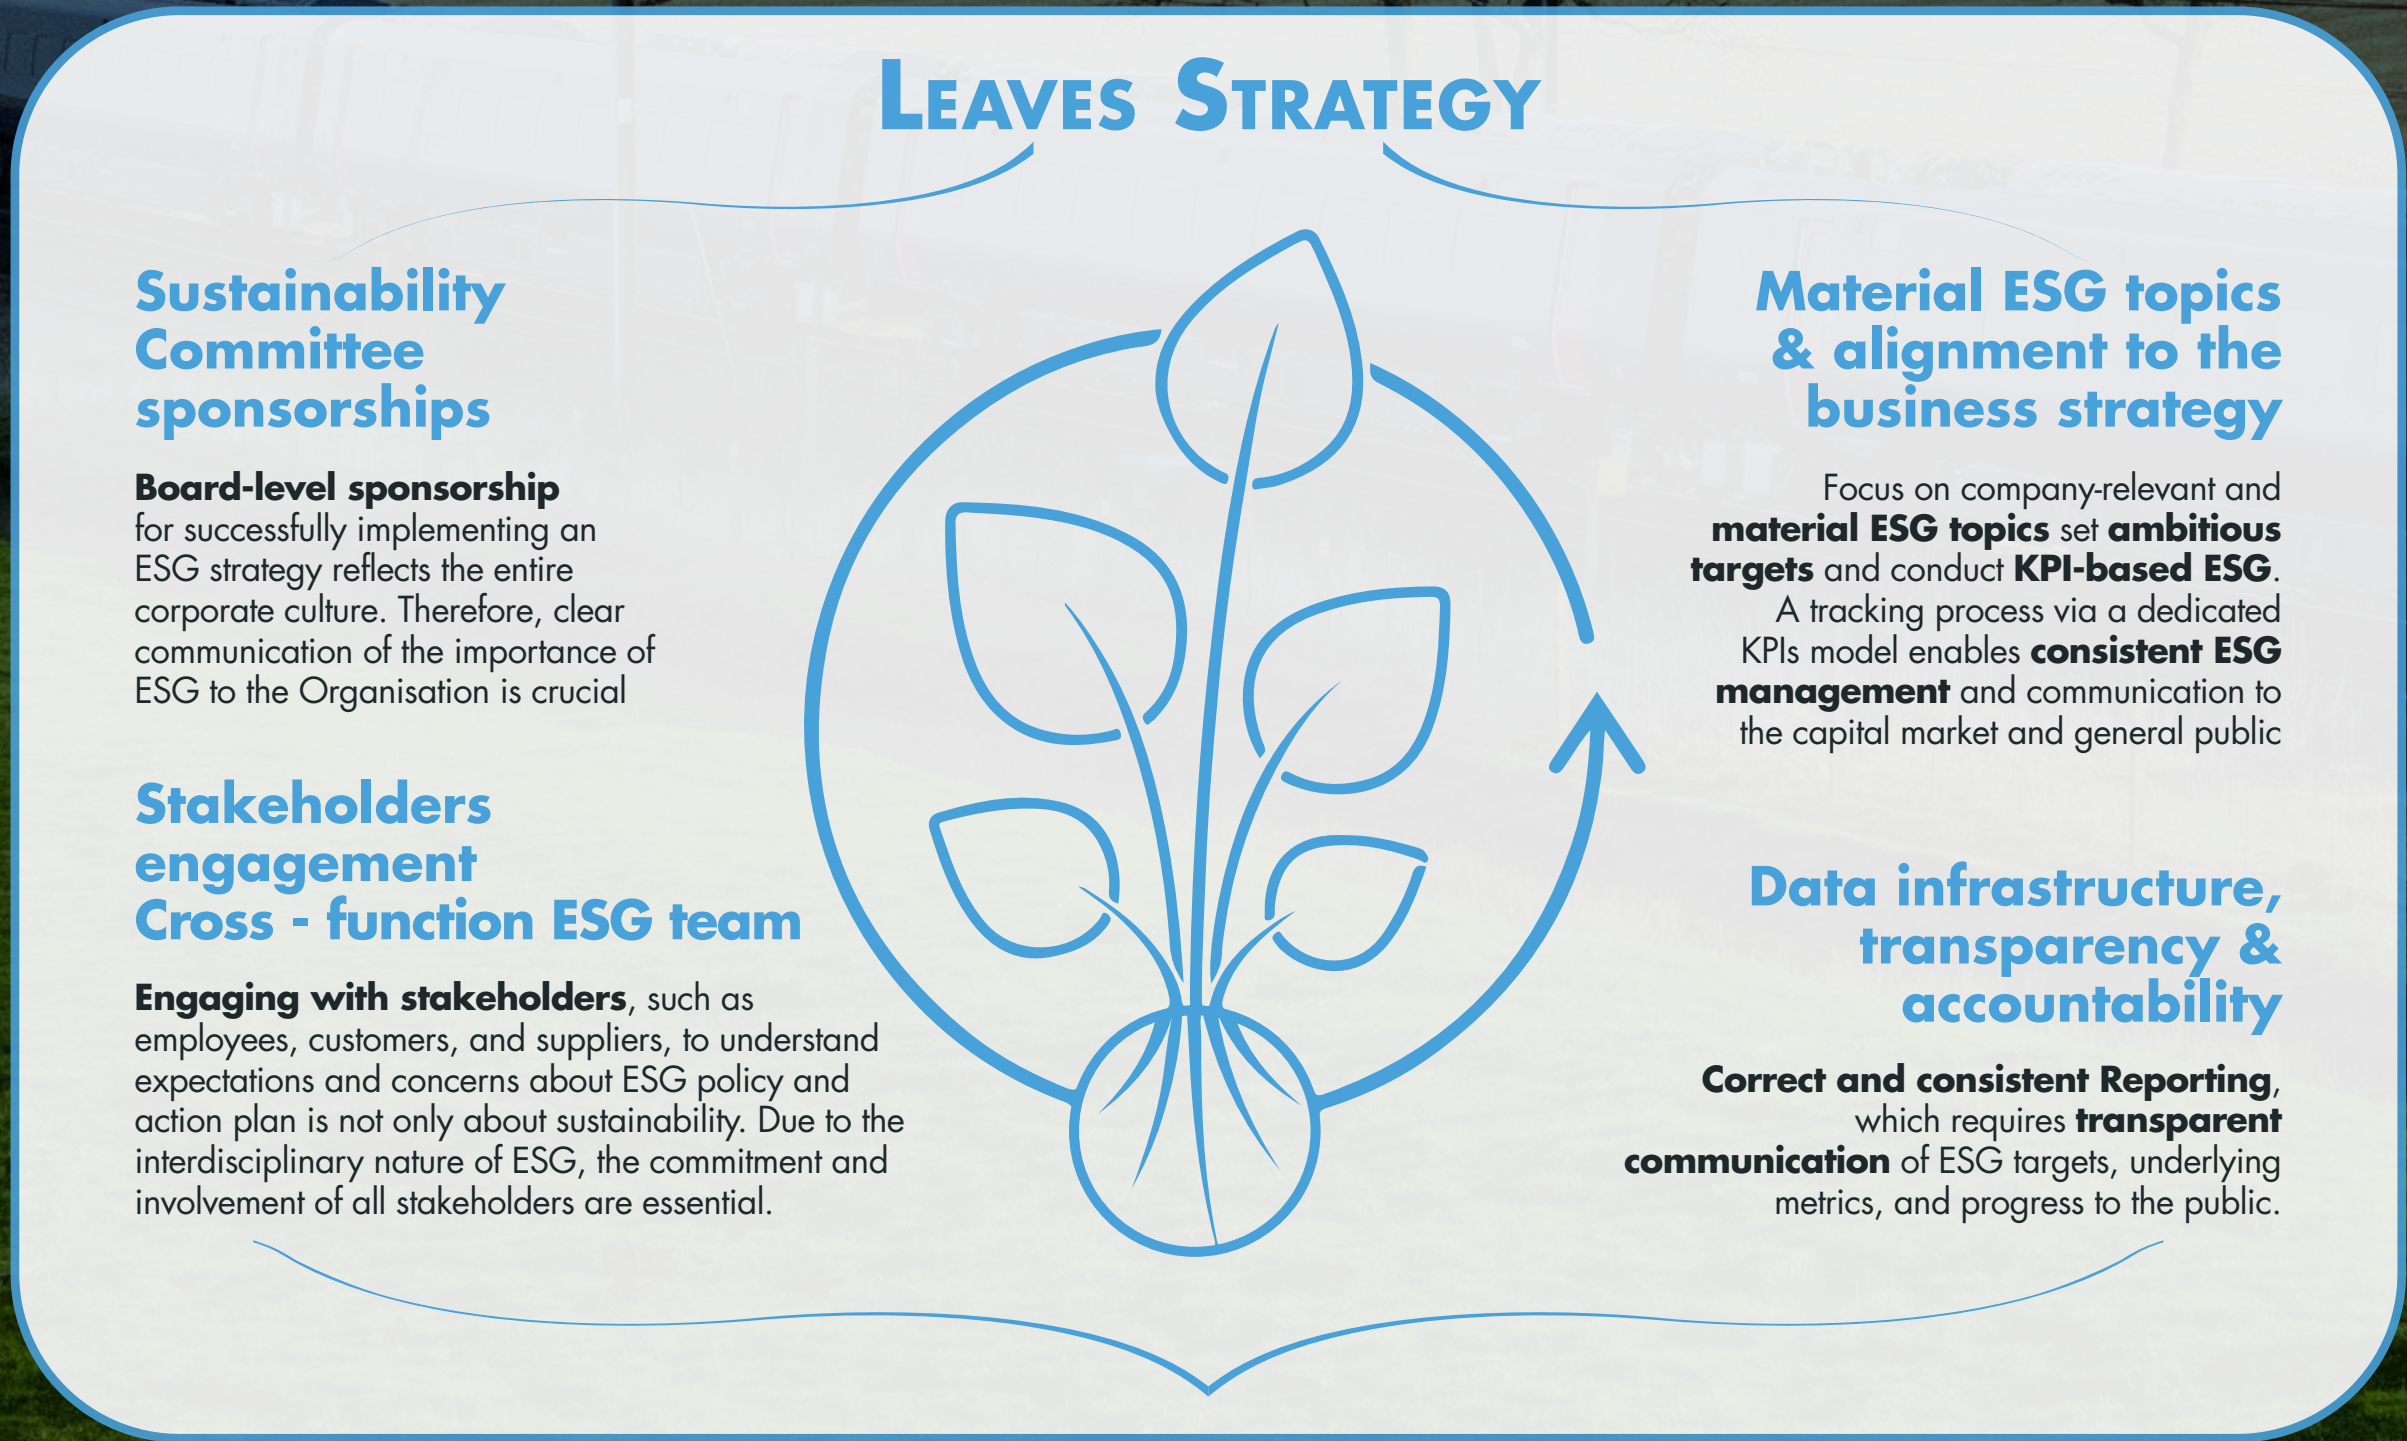 LEAVES STRATEGY
Sustainability
Committee
sponsorships
Board-level sponsorship
for successfully implementing an
ESG strategy reflects the entire
corporate culture. Therefore, clear
communication of the importance of
ESG to the Organisation is crucial
Stakeholders
engagement
Cross - function ESG team
Engaging with stakeholders, such as
employees, customers, and suppliers, to understand
expectations and concerns about ESG policy and
action plan is not only about sustainability. Due to the
interdisciplinary nature of ESG, the commitment and
involvement of all stakeholders are essential.
Material ESG topics
& alignment to the
business strategy
Focus on company-relevant and
material ESG topics set ambitious
targets and conduct KPI-based ESG.
A tracking process via a dedicated
KPIs model enables consistent ESG
management and communication to
the capital market and general public
Data infrastructure,
transparency &
accountability
Correct and consistent Reporting,
which requires transparent
communication of ESG targets, underlying
metrics, and progress to the public.